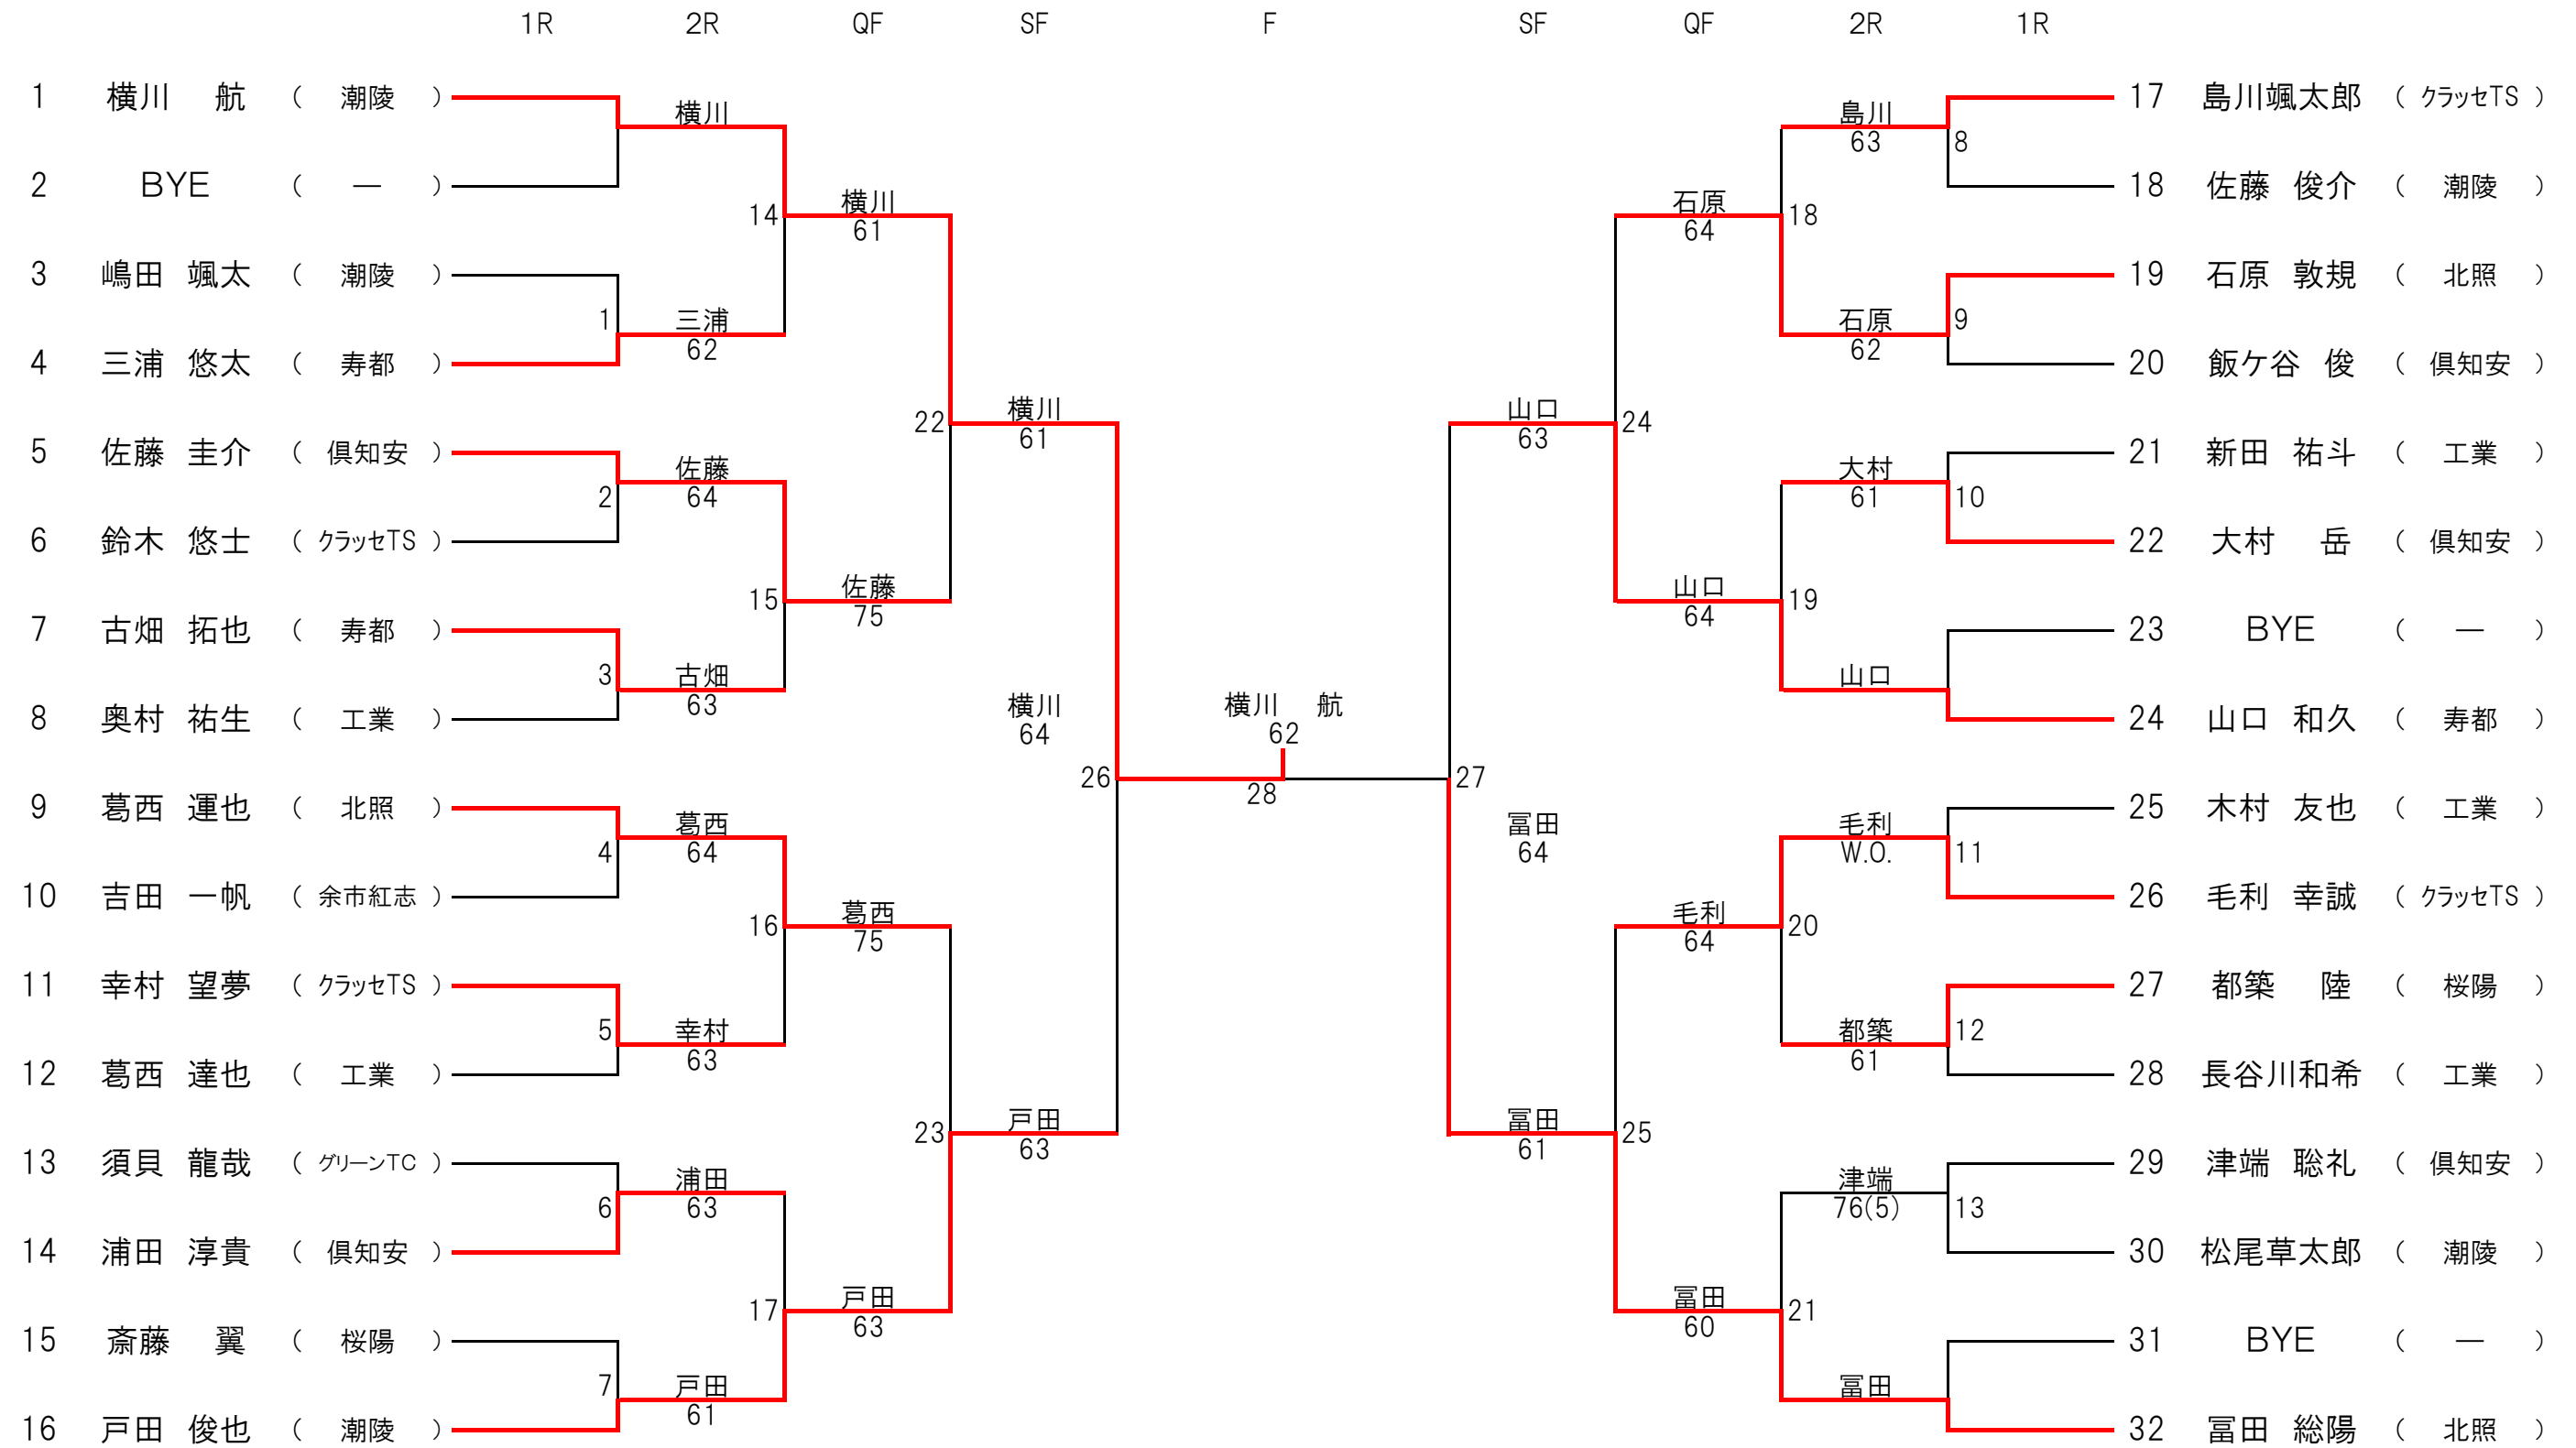 1R 2R QF SF F SF QF 2R 1R
1 横川 航 ( 潮陵 )
2 BYE ( ― )
3 嶋田 颯太 ( 潮陵 )
4 三浦 悠太 ( 寿都 )
5 佐藤 圭介 ( 倶知安 )
6 鈴木 悠士 ( クラッセTS )
7 古畑 拓也 ( 寿都 )
8 奥村 祐生 ( 工業 )
9 葛西 運也 ( 北照 )
10 吉田 一帆 ( 余市紅志 )
11 幸村 望夢 ( クラッセTS )
12 葛西 達也 ( 工業 )
13 須貝 龍哉 ( グリーンTC )
14 浦田 淳貴 ( 倶知安 )
15 斎藤 翼 ( 桜陽 )
16 戸田 俊也 ( 潮陵 )
横川
1
三浦
62
佐藤
2
64
3
古畑
63
葛西
4
64
5
幸村
63
浦田
6
63
7
戸田
61
14
横川
61
15
佐藤
75
16
葛西
75
17
戸田
63
22
横川
61
23
戸田
63
横川
64
26
横川 航
62
28
27
冨田
64
山口
63
24
冨田
61
25
石原
64
18
山口
64
19
毛利
64
20
冨田
60
21
島川
63
8
石原
62
9
大村
61
10
山口
毛利
W.O.
11
都築
61
12
津端
76(5)
13
冨田
17 島川颯太郎 ( クラッセTS )
18 佐藤 俊介 ( 潮陵 )
19 石原 敦規 ( 北照 )
20 飯ケ谷 俊 ( 倶知安 )
21 新田 祐斗 ( 工業 )
22 大村 岳 ( 倶知安 )
23 BYE ( ― )
24 山口 和久 ( 寿都 )
25 木村 友也 ( 工業 )
26 毛利 幸誠 ( クラッセTS )
27 都築 陸 ( 桜陽 )
28 長谷川和希 ( 工業 )
29 津端 聡礼 ( 倶知安 )
30 松尾草太郎 ( 潮陵 )
31 BYE ( ― )
32 冨田 総陽 ( 北照 )